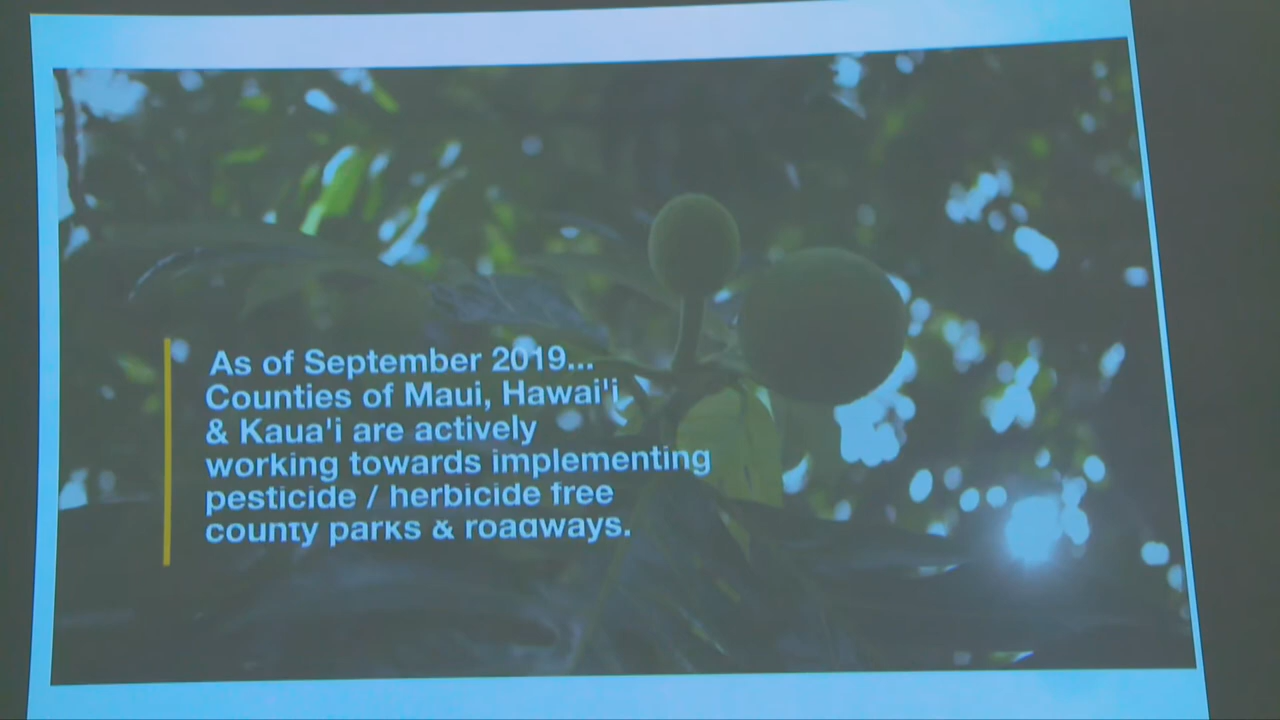 As of September 2019...
Counties of Maui, Hawai'i
& Kaua'i are actively
working towards implementing
pesticide / herbicide free
county parks & roadways.